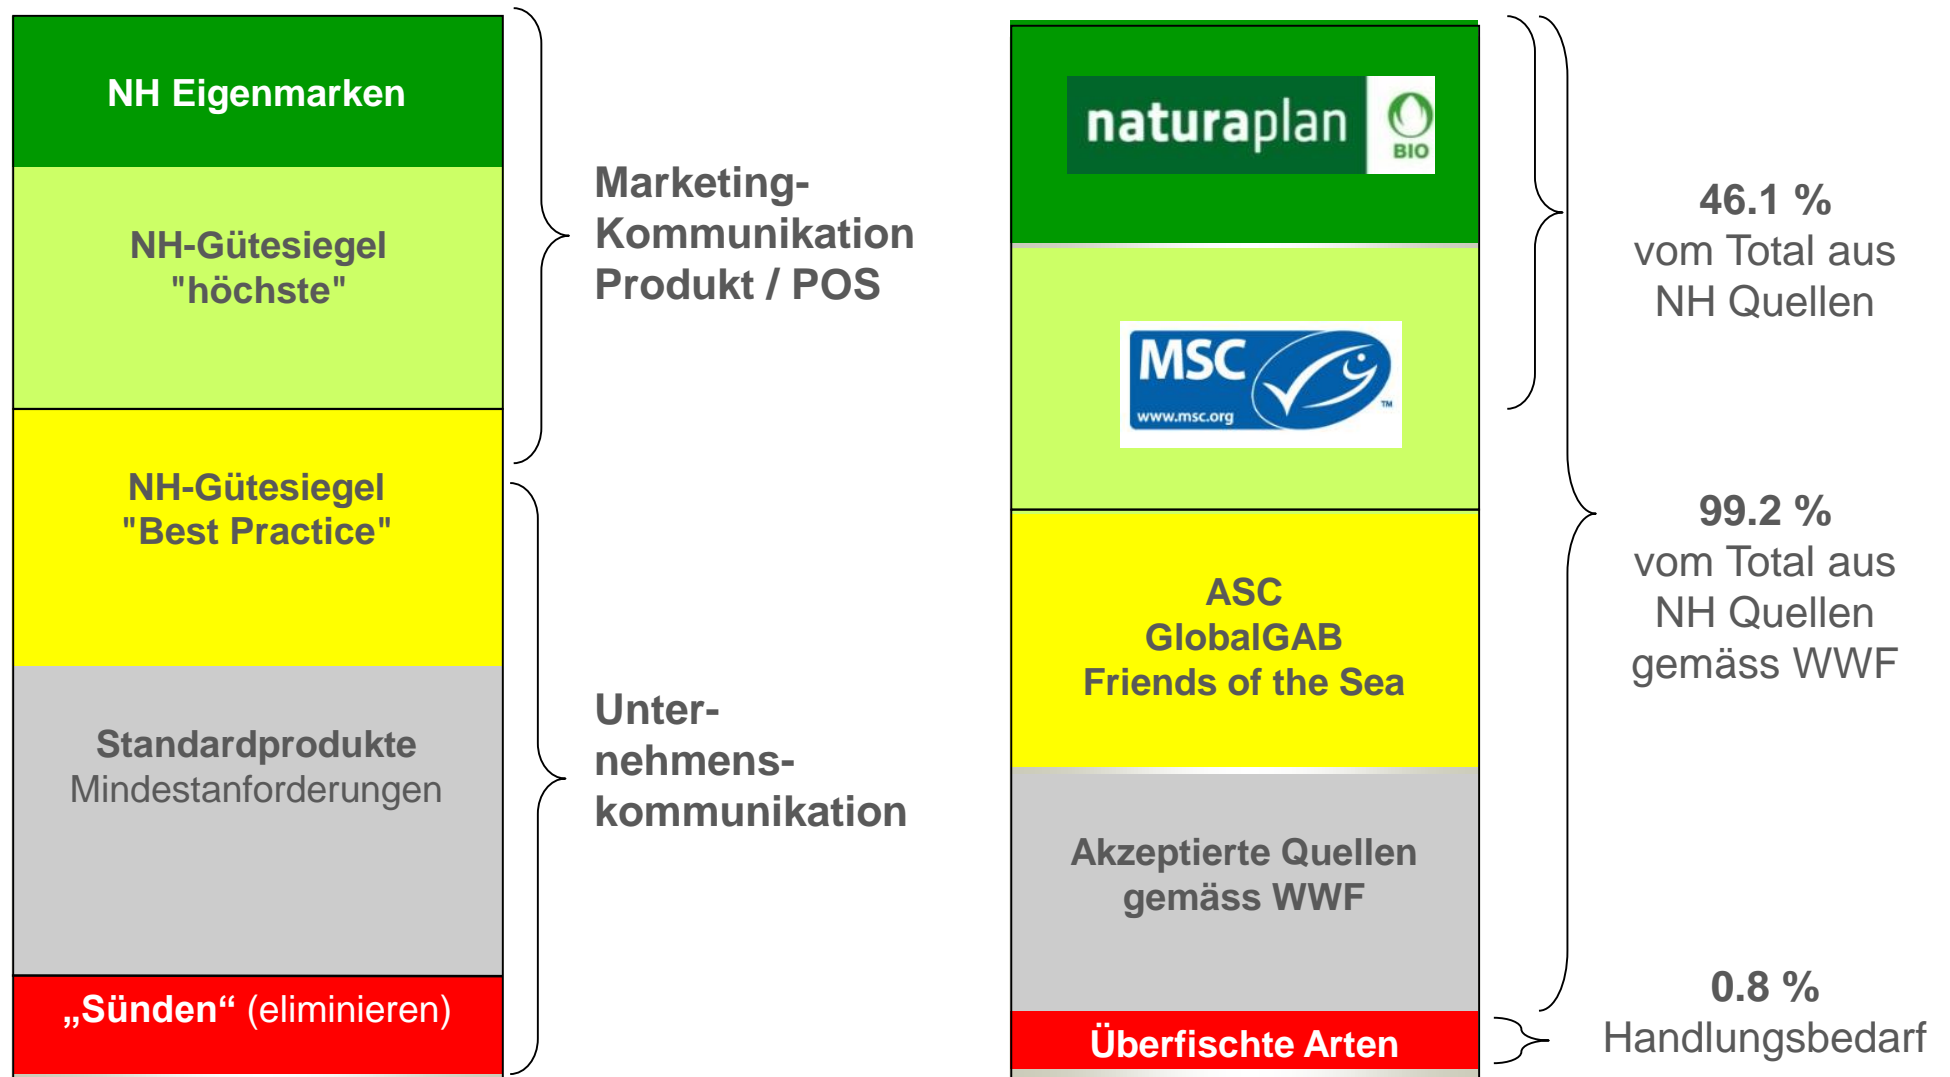 NH Eigenmarken
NH-Gütesiegel
"höchste"
NH-Gütesiegel
"Best Practice"
Standardprodukte
Mindestanforderungen
„Sünden“ (eliminieren)
Marketing-
Kommunikation
Produkt / POS
Unter-
nehmens-
kommunikation
naturaplan
BIO
MSC
www.msc.org
TM
ASC
GlobalGAB
Friends of the Sea
Akzeptierte Quellen
gemäss WWF
Überfischte Arten
46.1 %
vom Total aus
NH Quellen
99.2 %
vom Total aus
NH Quellen
gemäss WWF
0.8 %
Handlungsbedarf